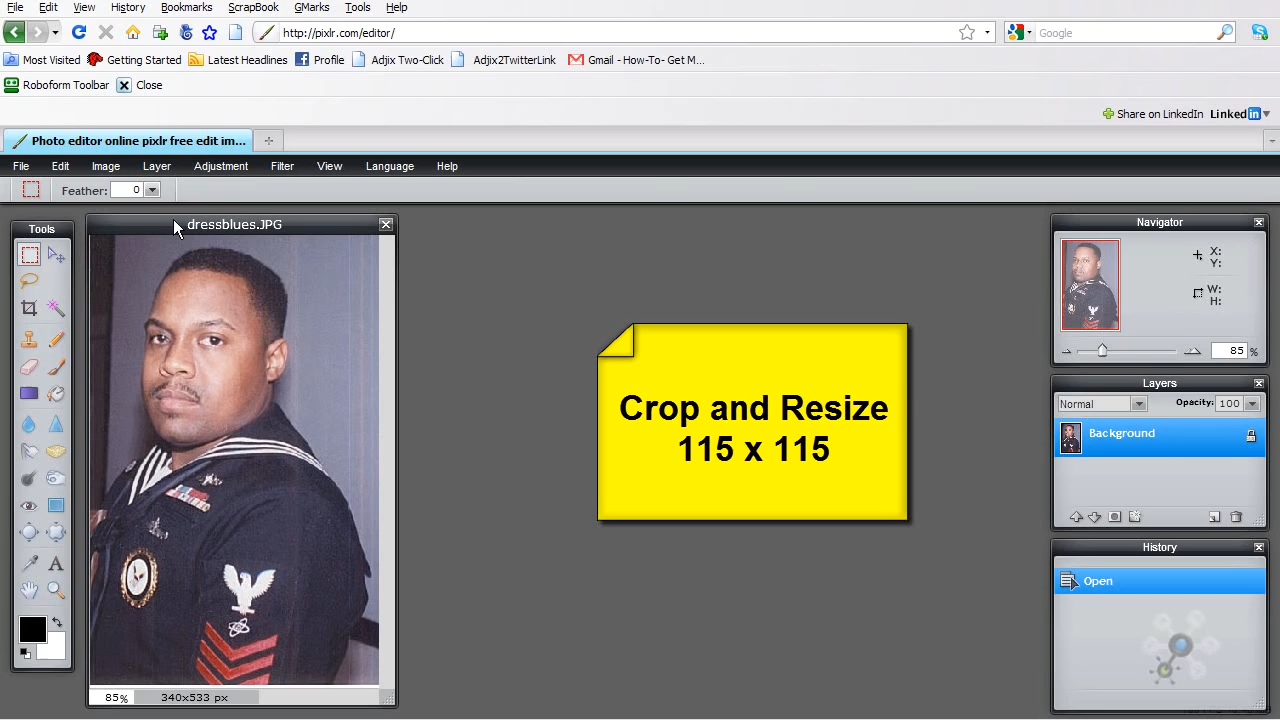 File Edit View History Bookmarks ScrapBook GMarks Tools Help
http://pixlr.com/editor/ Google
Most Visited Getting Started Latest Headlines Profile Adjix Two-Click Adjix2TwitterLink Gmail - How-To- Get M...
Roboform Toolbar Close
Share on LinkedIn Linked in
Photo editor online pixlr free edit im...
File Edit Image Layer Adjustment Filter View Language Help
Feather: 0
Tools
dressblues.JPG
Navigator
X:
Y:
W:
H:
85 %
Crop and Resize
115 x 115
Layers
Normal Opacity: 100
Background
History
Open
85% 340x533 px